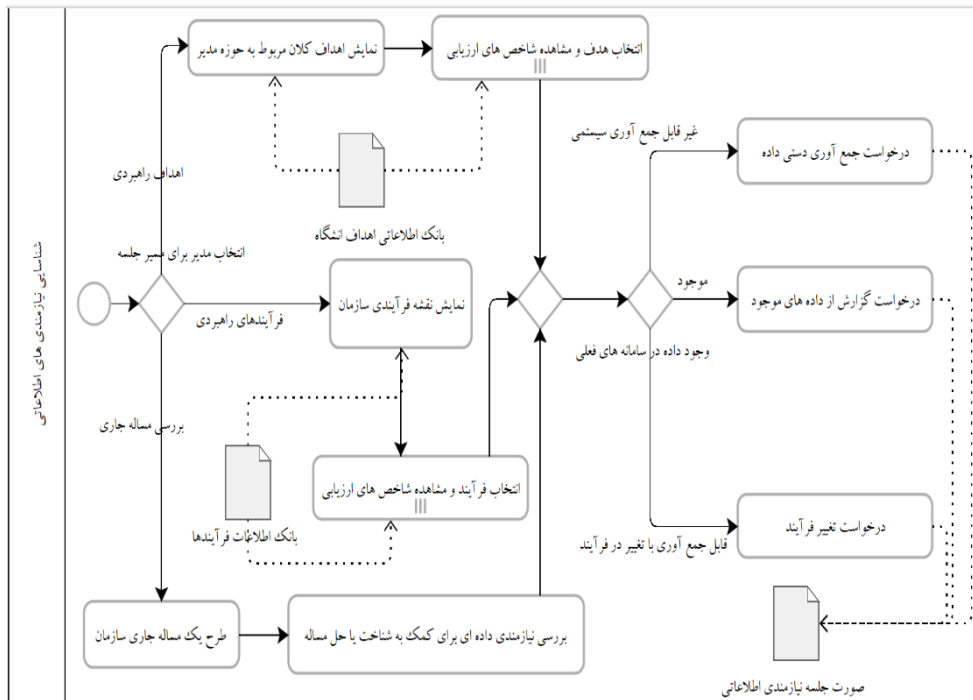 شناسایی نیازمندی های اطلاعاتی
نمایش اهداف کلان مربوط به حوزه مدیر
انتخاب هدف و مشاهده شاخص های ارزیابی
غیر قابل جمع آوری سیستمی
درخواست جمع آوری دستی داده
اهداف راهبردی
بانک اطلاعاتی اهداف انشگاه
انتخاب مدیر برای مسیر جلسه
نمایش نقشه فرآیندی سازمان
موجود
درخواست گزارش از داده های موجود
فرآیندهای راهبردی
وجود داده در سامانه های فعلی
بررسی مساله جاری
انتخاب فرآیند و مشاهده شاخص های ارزیابی
بانک اطلاعات فرآیندها
قابل جمع آوری با تغییر در فرآیند
درخواست تغییر فرآیند
طرح یک مساله جاری سازمان
بررسی نیازمندی داده ای برای کمک به شناخت یا حل مساله
صورت جلسه نیازمندی اطلاعاتی